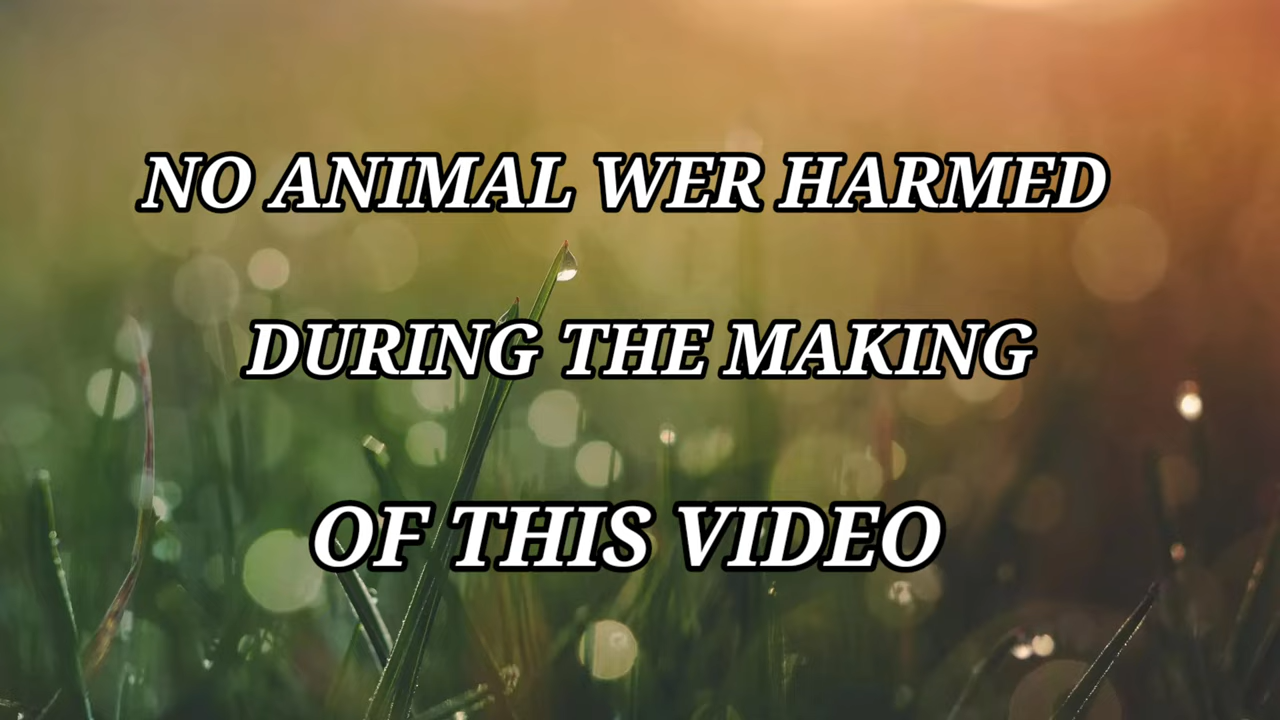 NO ANIMAL WER HARMED
DURING THE MAKING
OF THIS VIDEO